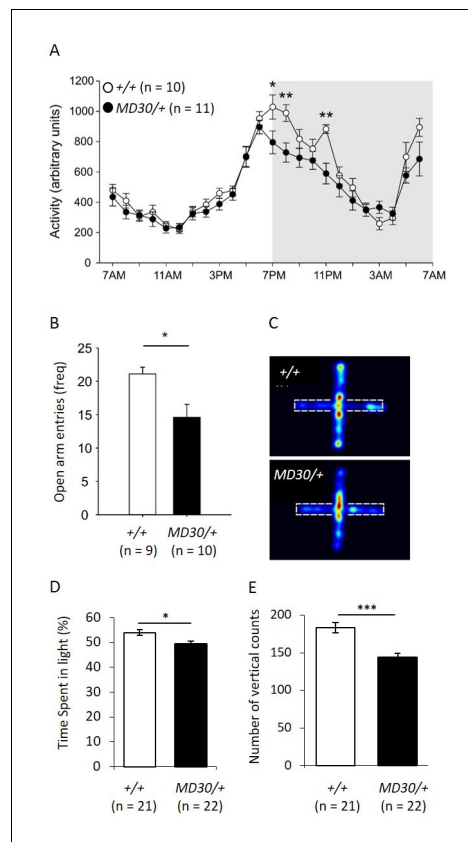 A
+/+ (n = 10)
MD30/+ (n = 11)
* ** **
Activity (arbitrary units)
1200
1000
800
600
400
200
0
7AM 11AM 3PM 7PM 11PM 3AM 7AM
B
*
Open arm entries (freq)
25
20
15
10
5
0
+/+ MD30/+
(n = 9) (n = 10)
C
+/+
MD30/+
D
*
Time Spent in light (%)
60
50
40
30
20
10
0
+/+ MD30/+
(n = 21) (n = 22)
E
***
Number of vertical counts
200
150
100
50
0
+/+ MD30/+
(n = 21) (n = 22)